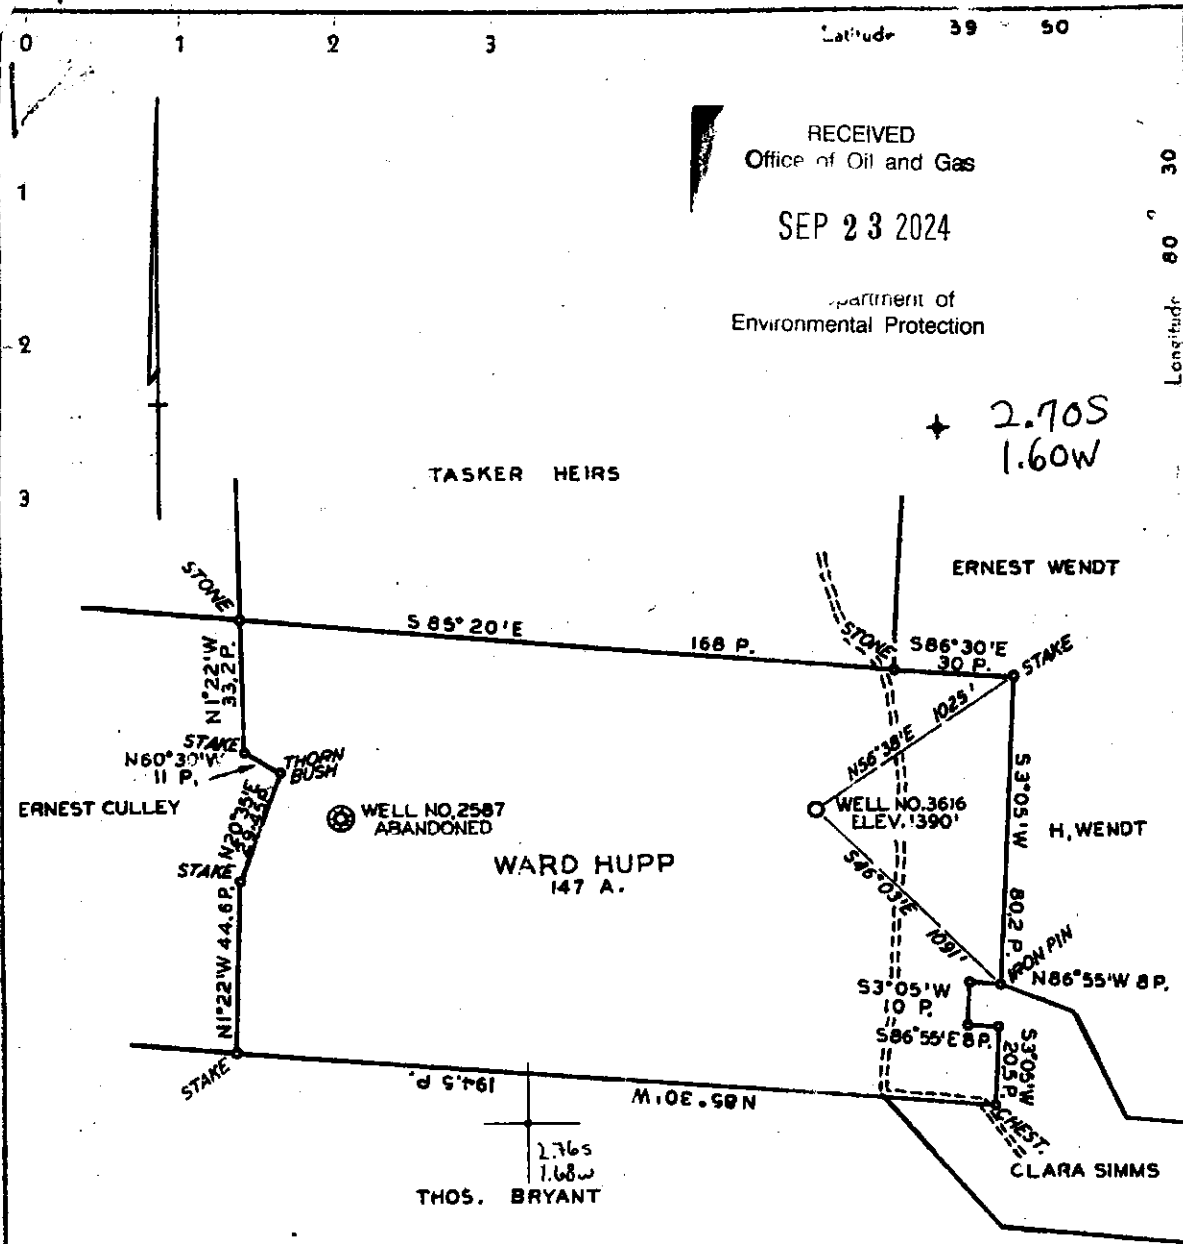 0 1 2 3 Latitude 39 50
RECEIVED
Office of Oil and Gas
SEP 23 2024
partment of
Environmental Protection
Longitude 80° 30
1
2
3
2.70S
1.60W
TASKER HEIRS
ERNEST WENDT
STONE
S 85° 20'E
168 P.
STONE
S86°30'E
30 P.
STAKE
N1°22'W
33.2 P.
STAKE
N60°30'W
11 P.
THORN
BUSH
N56°38'E 1025'
ERNEST CULLEY
N20°35'E
STAKE
WELL NO. 2587
ABANDONED
WELL NO. 3616
ELEV. 1390'
S3°05'W 80.2 P.
H. WENDT
WARD HUPP
147 A.
S46°03'E 1091'
IRON PIN
N86°55'W 8 P.
S3°05'W
10 P.
S86°55'E 8 P.
S3°05'W
20.5 P.
N1°22'W 44.6 P.
STAKE
194.5 P.
N85°30'W
CHEST.
2.76s
1.68w
CLARA SIMMS
THOS. BRYANT